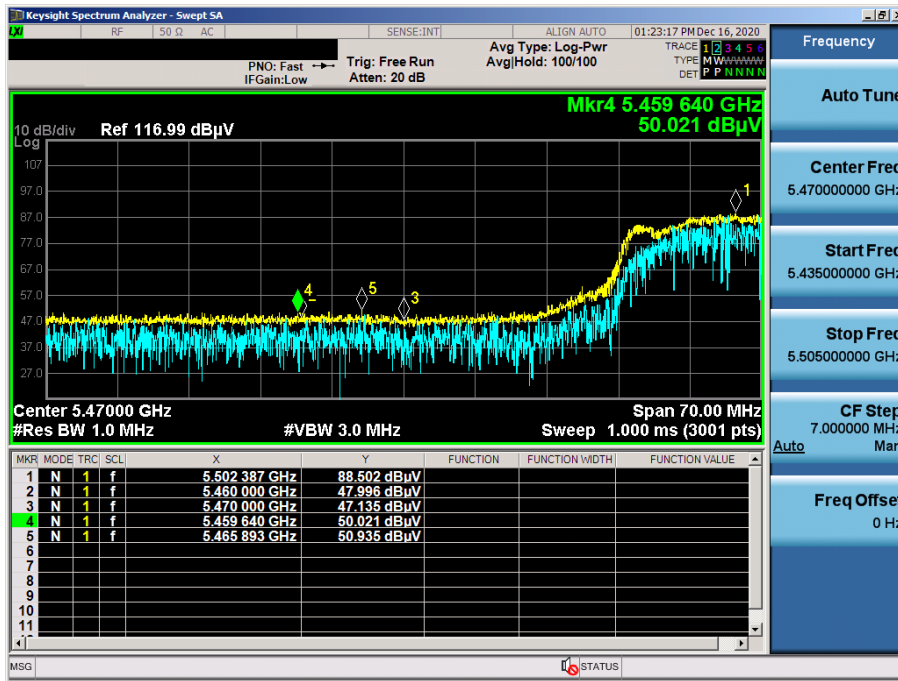 Keysight Spectrum Analyzer - Swept SA
LXI RF 50 Ω AC SENSE:INT ALIGN AUTO 01:23:17 PM Dec 16, 2020
PNO: Fast Trig: Free Run Avg Type: Log-Pwr TRACE 1 2 3 4 5 6
IFGain:Low Atten: 20 dB Avg|Hold: 100/100 TYPE M W W W W W
DET P P N N N N
Mkr4 5.459 640 GHz
50.021 dBµV
10 dB/div Ref 116.99 dBµV
Log
107
97.0
87.0
77.0
67.0
57.0
47.0
37.0
27.0
1
4
5
3
Center 5.47000 GHz Span 70.00 MHz
#Res BW 1.0 MHz #VBW 3.0 MHz Sweep 1.000 ms (3001 pts)
MKR MODE TRC SCL X Y FUNCTION FUNCTION WIDTH FUNCTION VALUE
1 N 1 f 5.502 387 GHz 88.502 dBµV
2 N 1 f 5.460 000 GHz 47.996 dBµV
3 N 1 f 5.470 000 GHz 47.135 dBµV
4 N 1 f 5.459 640 GHz 50.021 dBµV
5 N 1 f 5.465 893 GHz 50.935 dBµV
6
7
8
9
10
11
MSG STATUS
Frequency
Auto Tune
Center Freq
5.470000000 GHz
Start Freq
5.435000000 GHz
Stop Freq
5.505000000 GHz
CF Step
7.000000 MHz
Auto Man
Freq Offset
0 Hz